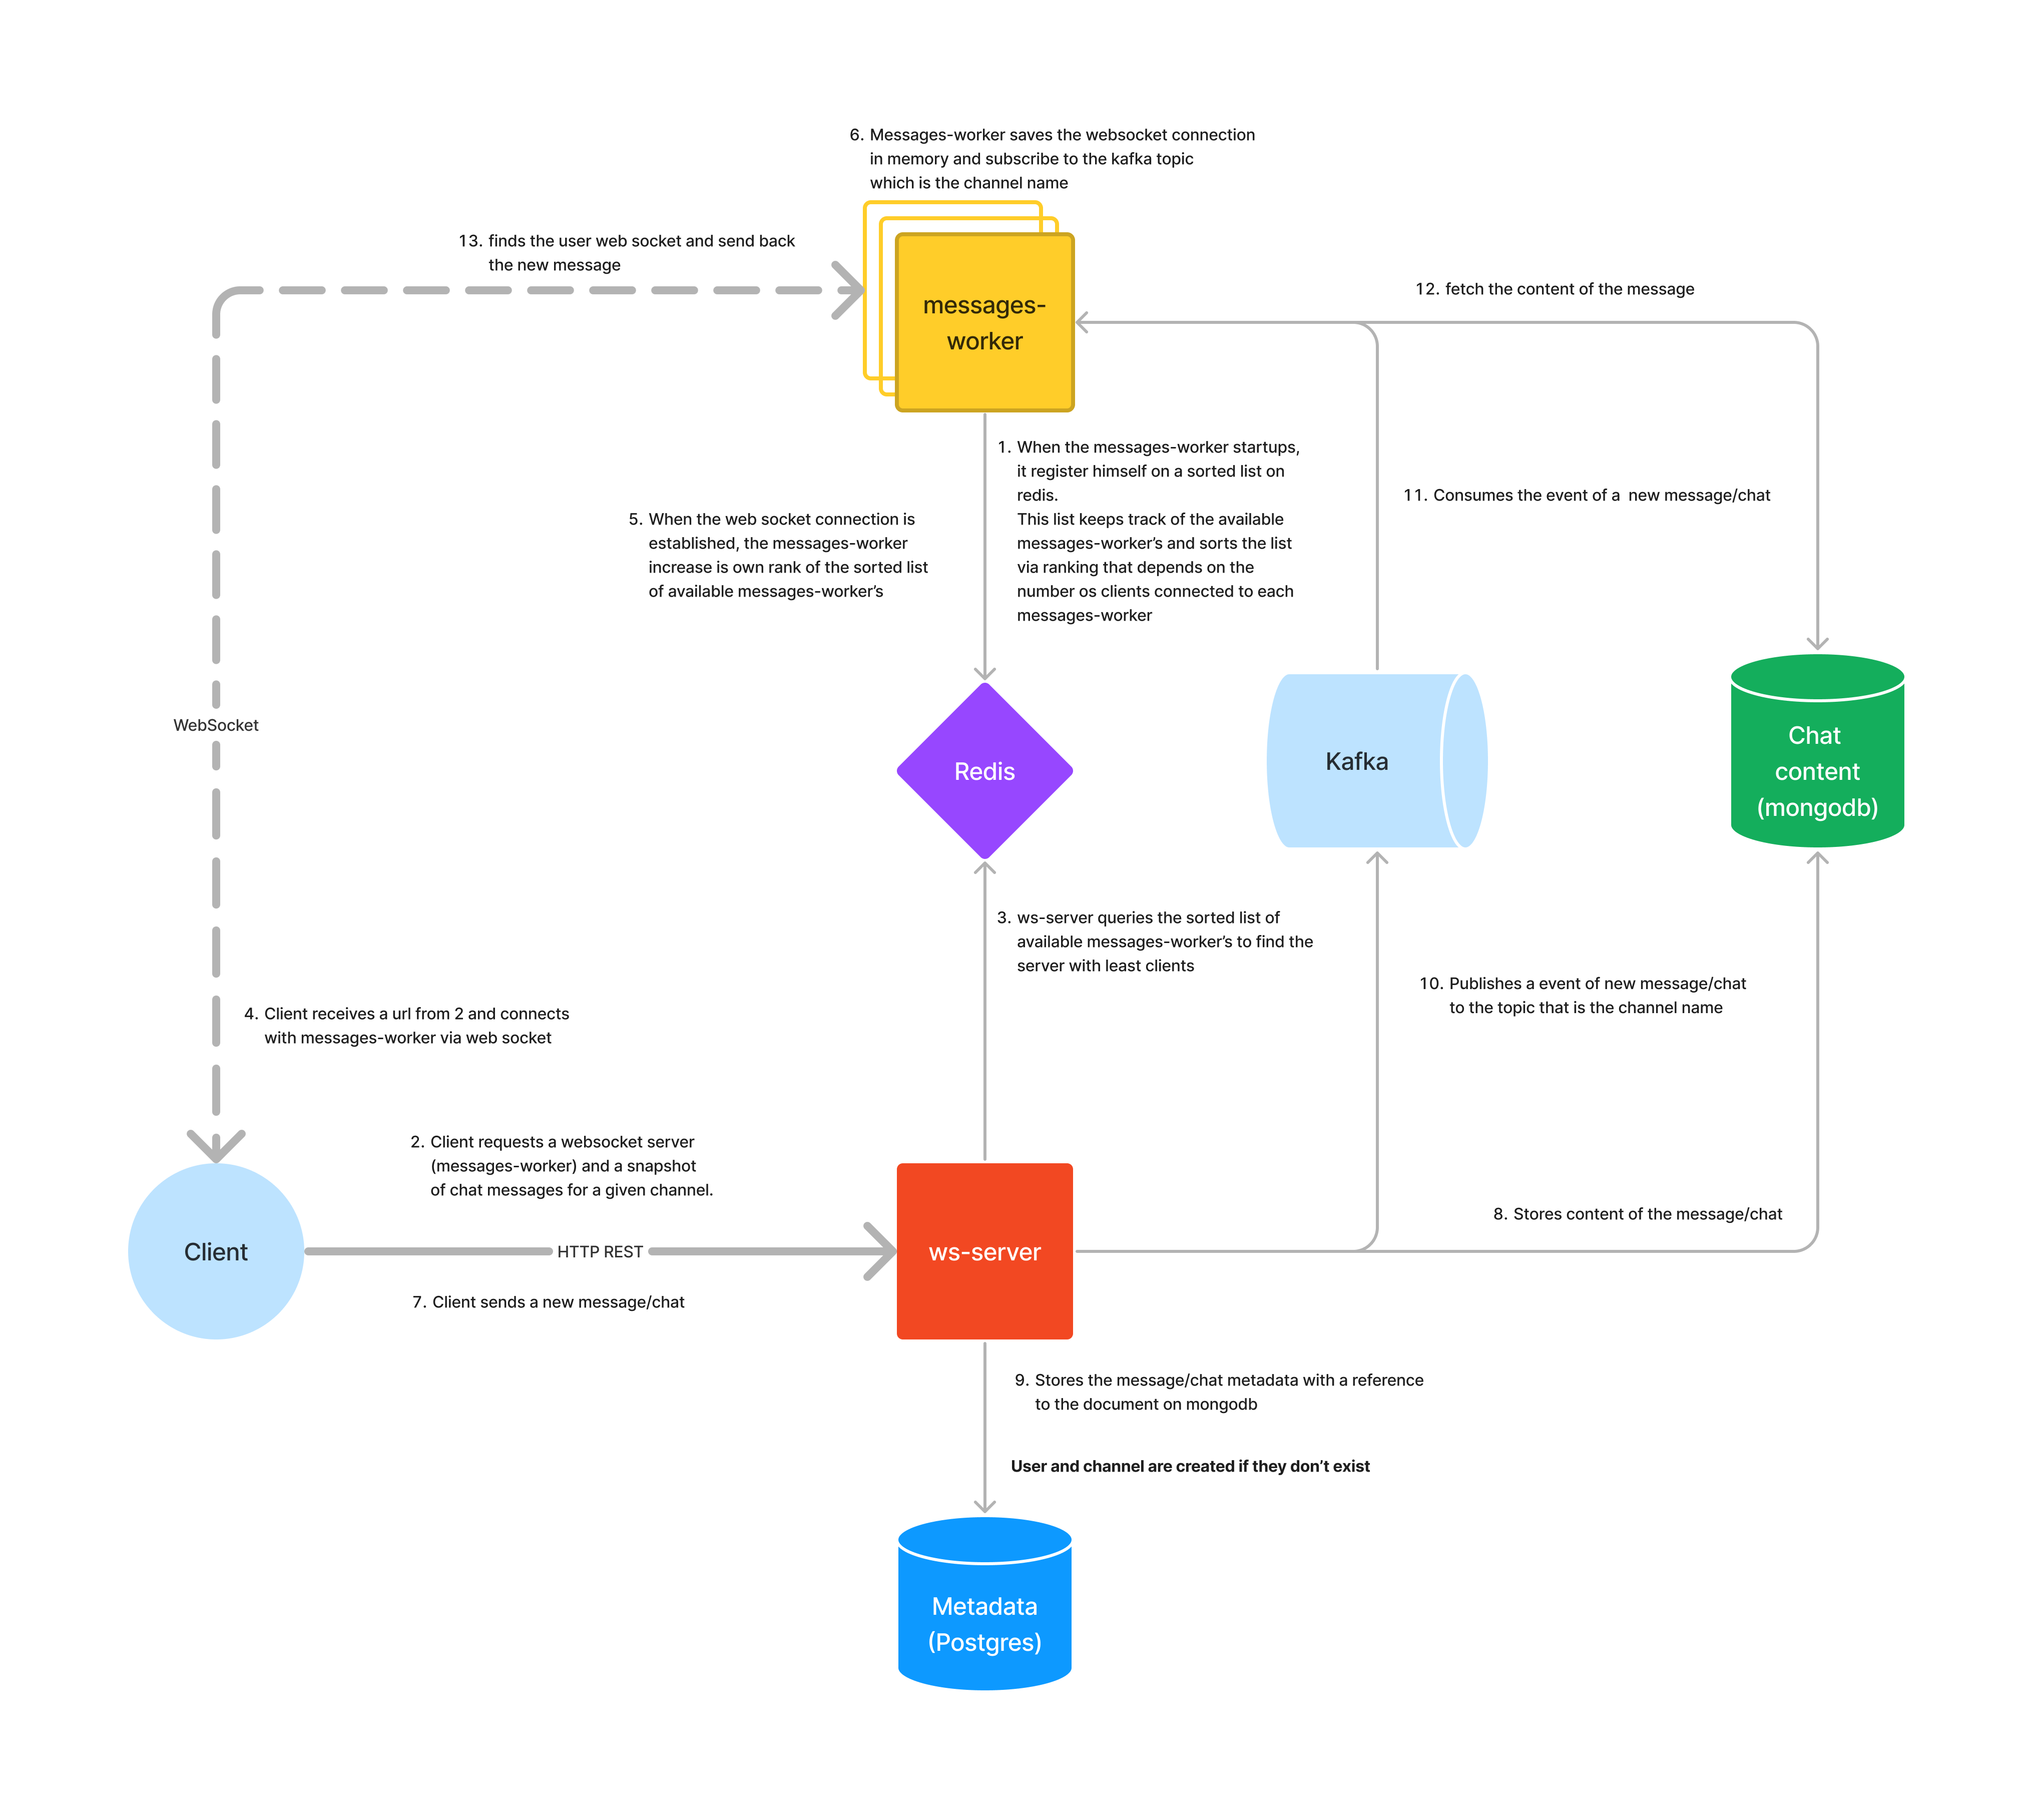 6. Messages-worker saves the websocket connection
in memory and subscribe to the kafka topic
which is the channel name
13. finds the user web socket and send back
the new message
messages-
worker
12. fetch the content of the message
1. When the messages-worker startups,
it register himself on a sorted list on
redis.
This list keeps track of the available
messages-worker's and sorts the list
via ranking that depends on the
number os clients connected to each
messages-worker
5. When the web socket connection is
established, the messages-worker
increase is own rank of the sorted list
of available messages-worker's
11. Consumes the event of a  new message/chat
WebSocket
Redis
Kafka
Chat
content
(mongodb)
3. ws-server queries the sorted list of
available messages-worker's to find the
server with least clients
10. Publishes a event of new message/chat
to the topic that is the channel name
4. Client receives a url from 2 and connects
with messages-worker via web socket
2. Client requests a websocket server
(messages-worker) and a snapshot
of chat messages for a given channel.
8. Stores content of the message/chat
Client
HTTP REST
ws-server
7. Client sends a new message/chat
9. Stores the message/chat metadata with a reference
to the document on mongodb
User and channel are created if they don't exist
Metadata
(Postgres)